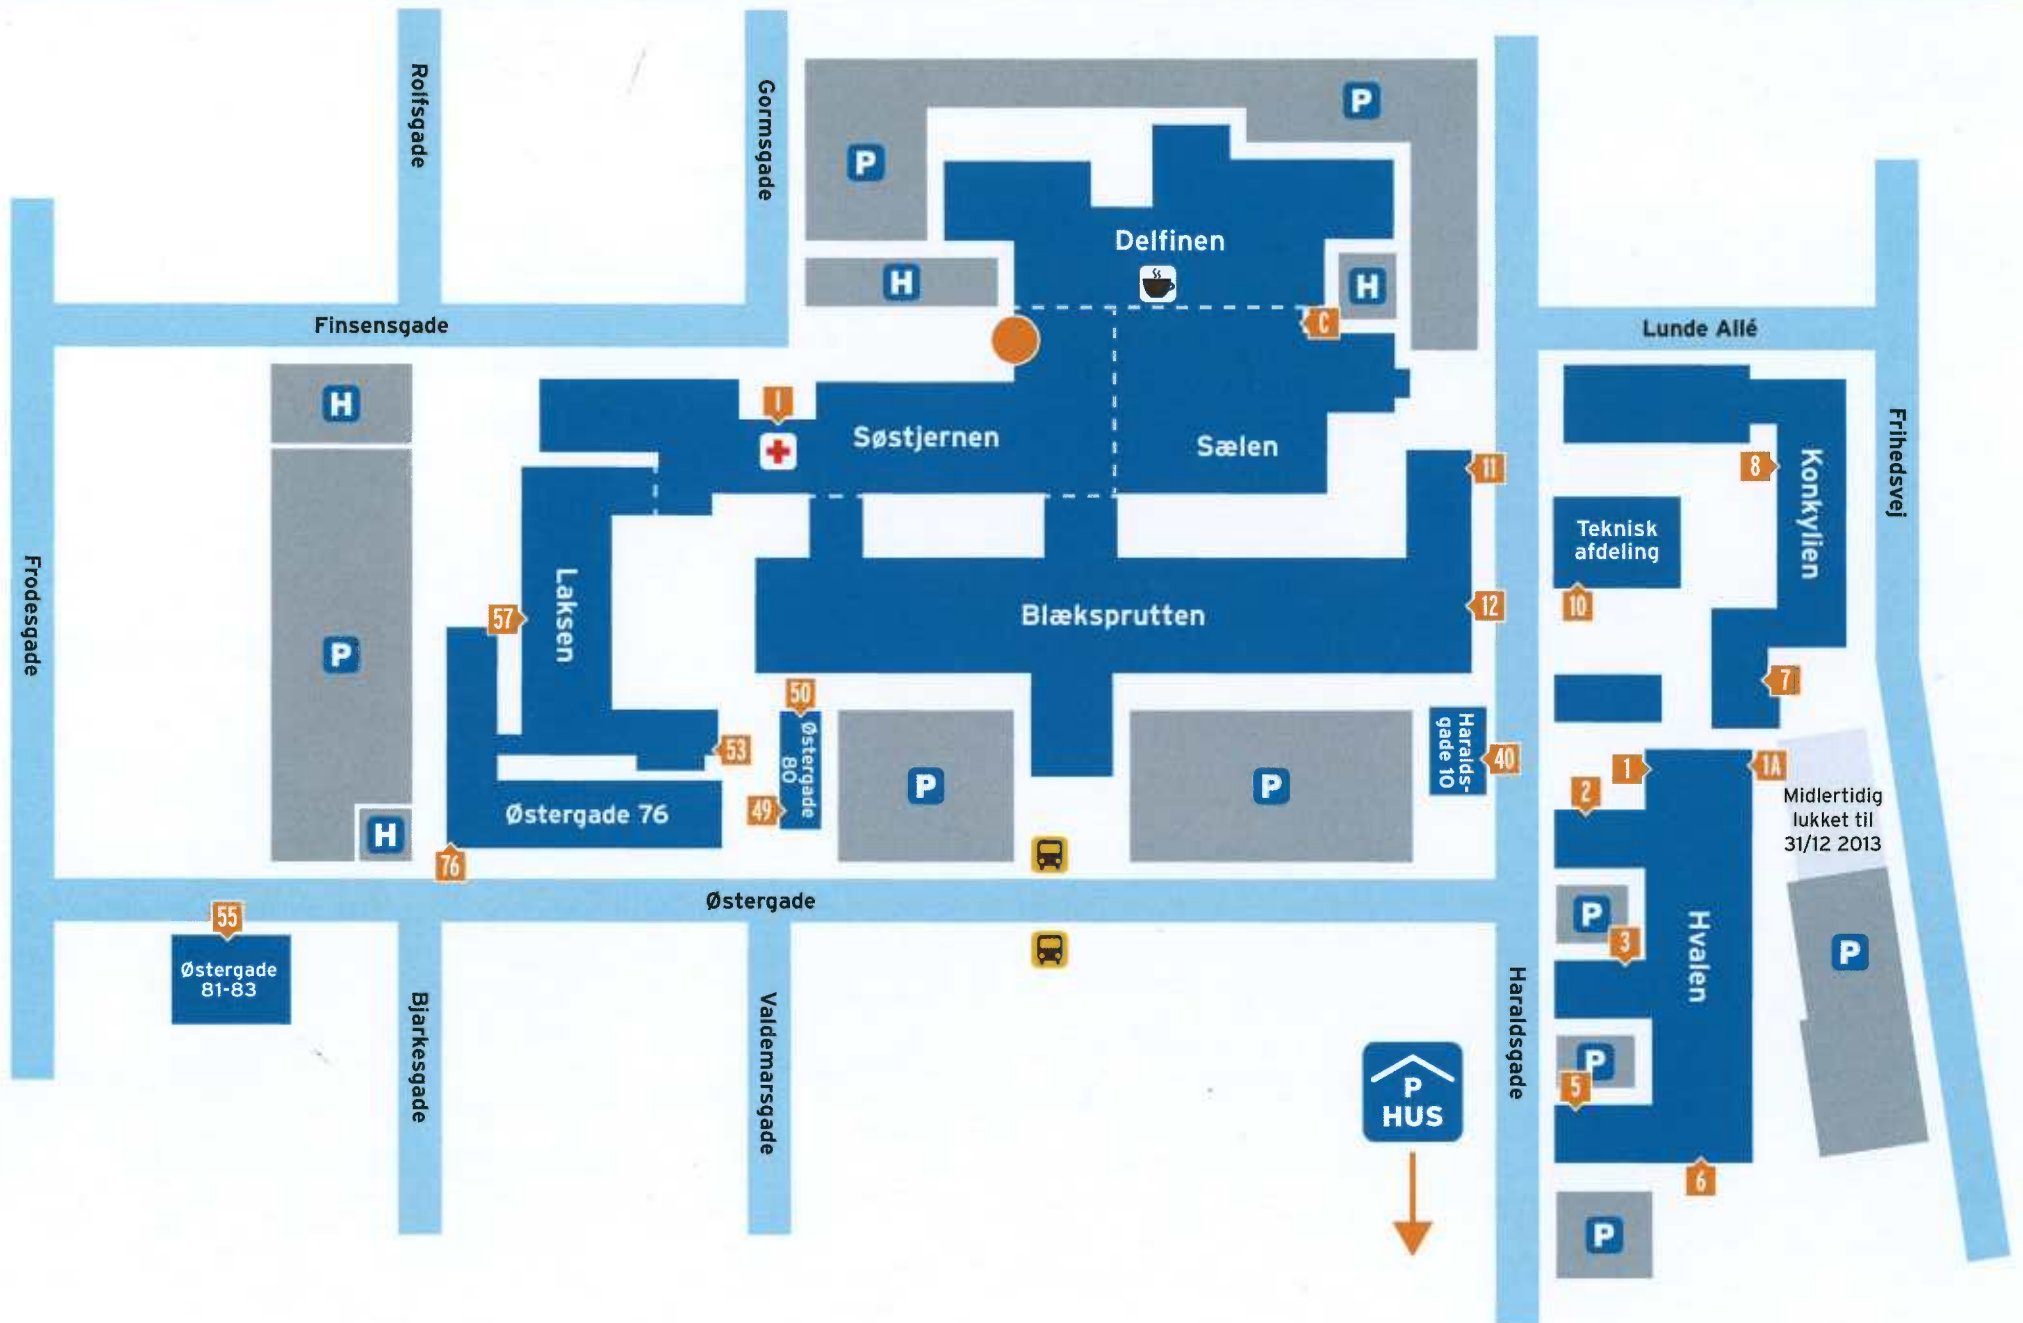 Rolfsgade
Gormsgade
P
P
Delfinen
H
H
Finsensgade
C
Lunde Allé
H
I
Søstjernen
Sælen
11
8
Konkylien
Frihedsvej
Teknisk
afdeling
10
Frodesgade
57
Laksen
Blæksprutten
12
P
7
50
Østergade
80
53
49
Østergade 76
P
P
Haralds-
gade 10
40
1
1A
2
Midlertidig
lukket til
31/12 2013
H
76
Østergade
55
Østergade
81-83
P
3
Hvalen
P
Bjarkesgade
Valdemarsgade
Haraldsgade
P
HUS
P
5
6
P